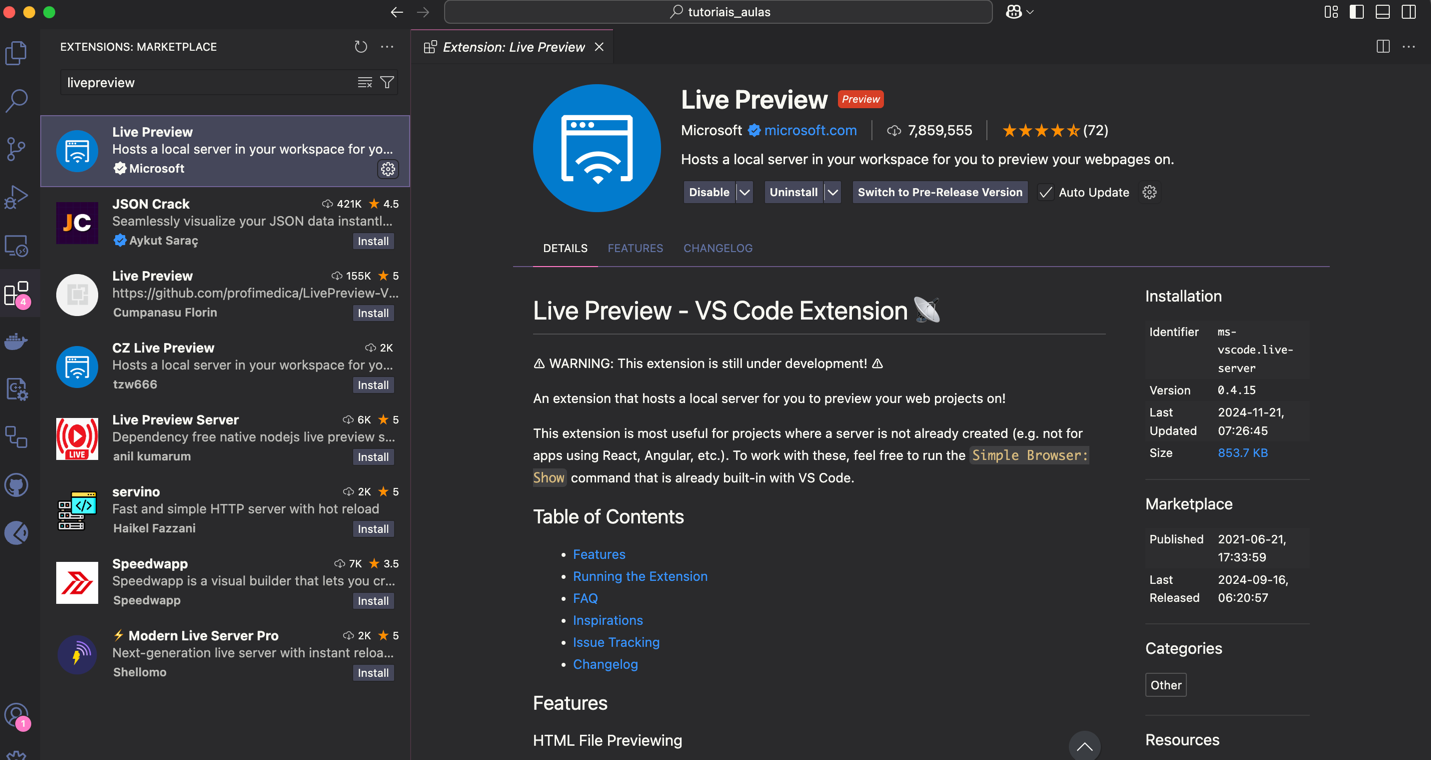 tutoriais_aulas
EXTENSIONS: MARKETPLACE
livepreview
Live Preview
Hosts a local server in your workspace for yo...
Microsoft
JSON Crack
421K
4.5
Seamlessly visualize your JSON data instantl...
Aykut Saraç
Install
Live Preview
155K
5
https://github.com/profimedica/LivePreview-V...
Cumpanasu Florin
Install
CZ Live Preview
2K
Hosts a local server in your workspace for yo...
tzw666
Install
Live Preview Server
6K
5
Dependency free native nodejs live preview s...
anil kumarum
Install
LIVE
servino
2K
5
Fast and simple HTTP server with hot reload
Haikel Fazzani
Install
Speedwapp
7K
3.5
Speedwapp is a visual builder that lets you cr...
Speedwapp
Install
⚡ Modern Live Server Pro
2K
5
Next-generation live server with instant reloa...
Shellomo
Install
JC
4
1
Extension: Live Preview
Live Preview
Preview
Microsoft
microsoft.com
7,859,555
(72)
Hosts a local server in your workspace for you to preview your webpages on.
Disable
Uninstall
Switch to Pre-Release Version
Auto Update
DETAILS
FEATURES
CHANGELOG
Live Preview - VS Code Extension 📡
⚠ WARNING: This extension is still under development! ⚠
An extension that hosts a local server for you to preview your web projects on!
This extension is most useful for projects where a server is not already created (e.g. not for
apps using React, Angular, etc.). To work with these, feel free to run the Simple Browser:
Show command that is already built-in with VS Code.
Table of Contents
• Features
• Running the Extension
• FAQ
• Inspirations
• Issue Tracking
• Changelog
Features
HTML File Previewing
Installation
Identifier
ms-
vscode.live-
server
Version
0.4.15
Last
Updated
2024-11-21,
07:26:45
Size
853.7 KB
Marketplace
Published
2021-06-21,
17:33:59
Last
Released
2024-09-16,
06:20:57
Categories
Other
Resources